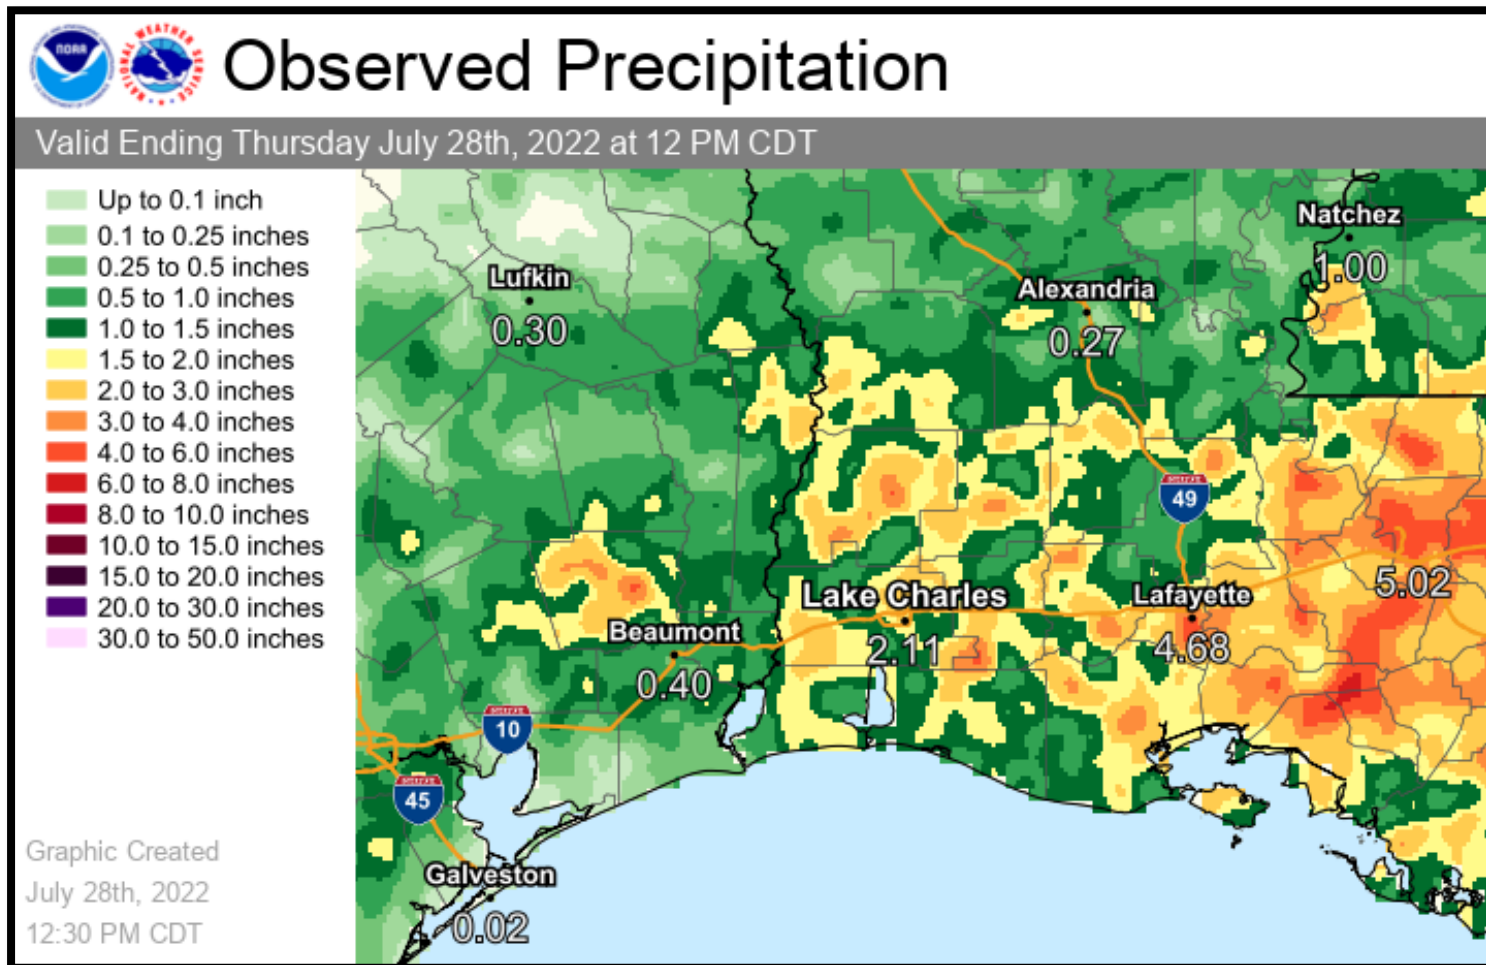 NOAA
NATIONAL WEATHER SERVICE
Observed Precipitation
Valid Ending Thursday July 28th, 2022 at 12 PM CDT
Up to 0.1 inch
0.1 to 0.25 inches
0.25 to 0.5 inches
0.5 to 1.0 inches
1.0 to 1.5 inches
1.5 to 2.0 inches
2.0 to 3.0 inches
3.0 to 4.0 inches
4.0 to 6.0 inches
6.0 to 8.0 inches
8.0 to 10.0 inches
10.0 to 15.0 inches
15.0 to 20.0 inches
20.0 to 30.0 inches
30.0 to 50.0 inches
Graphic Created
July 28th, 2022
12:30 PM CDT
Natchez
1.00
Lufkin
0.30
Alexandria
0.27
49
5.02
Lake Charles
2.11
Lafayette
4.68
Beaumont
0.40
10
45
Galveston
0.02